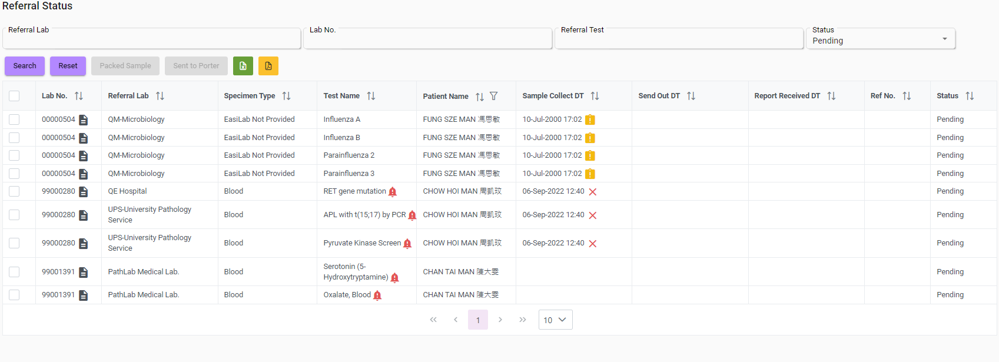 Referral Status
Referral Lab
Lab No.
Referral Test
Status
Pending
Search Reset Packed Sample Sent to Porter
Lab No. Referral Lab Specimen Type Test Name Patient Name Sample Collect DT Send Out DT Report Received DT Ref No. Status
00000504 QM-Microbiology EasiLab Not Provided Influenza A FUNG SZE MAN 馮思敏 10-Jul-2000 17:02 Pending
00000504 QM-Microbiology EasiLab Not Provided Influenza B FUNG SZE MAN 馮思敏 10-Jul-2000 17:02 Pending
00000504 QM-Microbiology EasiLab Not Provided Parainfluenza 2 FUNG SZE MAN 馮思敏 10-Jul-2000 17:02 Pending
00000504 QM-Microbiology EasiLab Not Provided Parainfluenza 3 FUNG SZE MAN 馮思敏 10-Jul-2000 17:02 Pending
99000280 QE Hospital Blood RET gene mutation CHOW HOI MAN 周凱玟 06-Sep-2022 12:40 Pending
99000280 UPS-University Pathology
Service Blood APL with t(15;17) by PCR CHOW HOI MAN 周凱玟 06-Sep-2022 12:40 Pending
99000280 UPS-University Pathology
Service Blood Pyruvate Kinase Screen CHOW HOI MAN 周凱玟 06-Sep-2022 12:40 Pending
99001391 PathLab Medical Lab. Blood Serotonin (5-
Hydroxytryptamine) CHAN TAI MAN 陳大雯 Pending
99001391 PathLab Medical Lab. Blood Oxalate, Blood CHAN TAI MAN 陳大雯 Pending
1 10